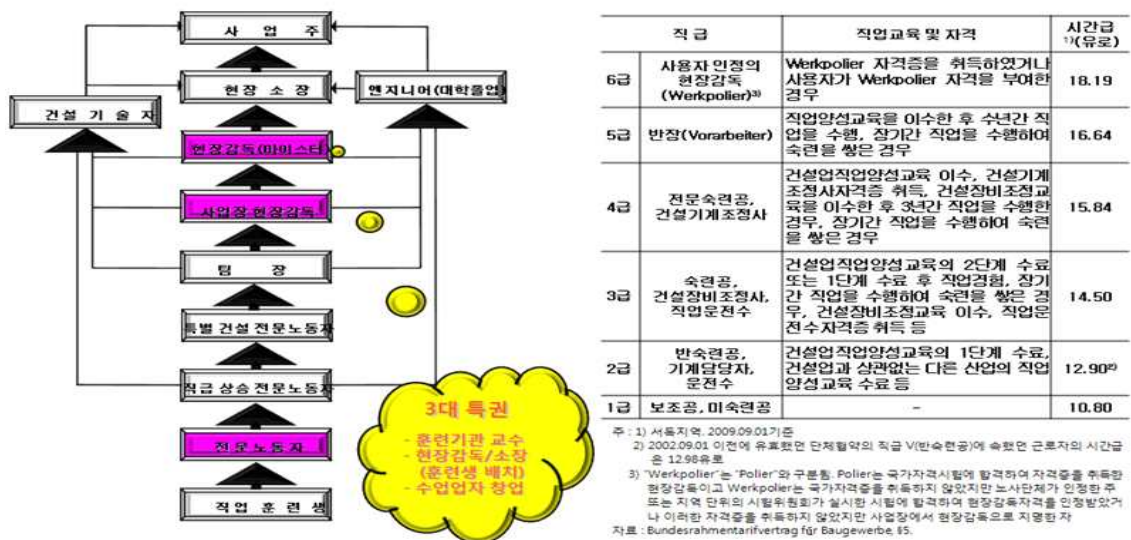 사 업 주
현 장 소 장
엔지니어(대학졸업)
건 설 기 술 자
현장감독(마이스터)
사업장 현장감독
팀 장
특별 건설 전문노동자
직급 상승 전문노동자
전문노동자
직 업 훈 련 생
3대 특권
- 훈련기관 교수
- 현장감독/소장
(훈련생 배치)
- 수업업자 창업
직 급 직업교육 및 자격 시간급
1)(유로)
6급 사용자 인정의
현장감독
(Werkpolier)3)
Werkpolier 자격증을 취득하였거나
사용자가 Werkpolier 자격을 부여한
경우
18.19
5급 반장(Vorarbeiter)
직업양성교육을 이수한 후 수년간 직
업을 수행, 장기간 직업을 수행하여
숙련을 쌓은 경우
16.64
4급 전문숙련공,
건설기계조정사
건설업직업양성교육 이수, 건설기계
조정사자격증 취득, 건설장비조정교
육을 이수한 후 3년간 직업을 수행한
경우, 장기간 직업을 수행하여 숙련
을 쌓은 경우
15.84
3급 숙련공,
건설장비조정사,
직업운전수
건설업직업양성교육의 2단계 수료
또는 1단계 수료 후 직업경험, 장기
간 직업을 수행하여 숙련을 쌓은 경
우, 건설장비조정교육 이수, 직업운
전수자격증 취득 등
14.50
2급 반숙련공,
기계담당자,
운전수
건설업직업양성교육의 1단계 수료,
건설업과 상관없는 다른 산업의 직업
양성교육 수료 등
12.902)
1급 보조공, 미숙련공 - 10.80
주 : 1) 서독지역, 2009.09.01기준
2) 2002.09.01 이전에 유효했던 단체협약의 직급 V(반숙련공)에 속했던 근로자의 시간급
은 12.98유로
3) "Werkpolier"는 "Polier"와 구분됨. Polier는 국가자격시험에 합격하여 자격증을 취득한
현장감독이고 Werkpolier는 국가자격증을 취득하지 않았지만 노사단체가 인정한 주
또는 지역 단위의 시험위원회가 실시한 시험에 합격하여 현장감독자격을 인정받았거
나 이러한 자격증을 취득하지 않았지만 사업장에서 현장감독으로 지명한 자
자료 : Bundesrahmentarifvertrag für Baugewerbe, §5.